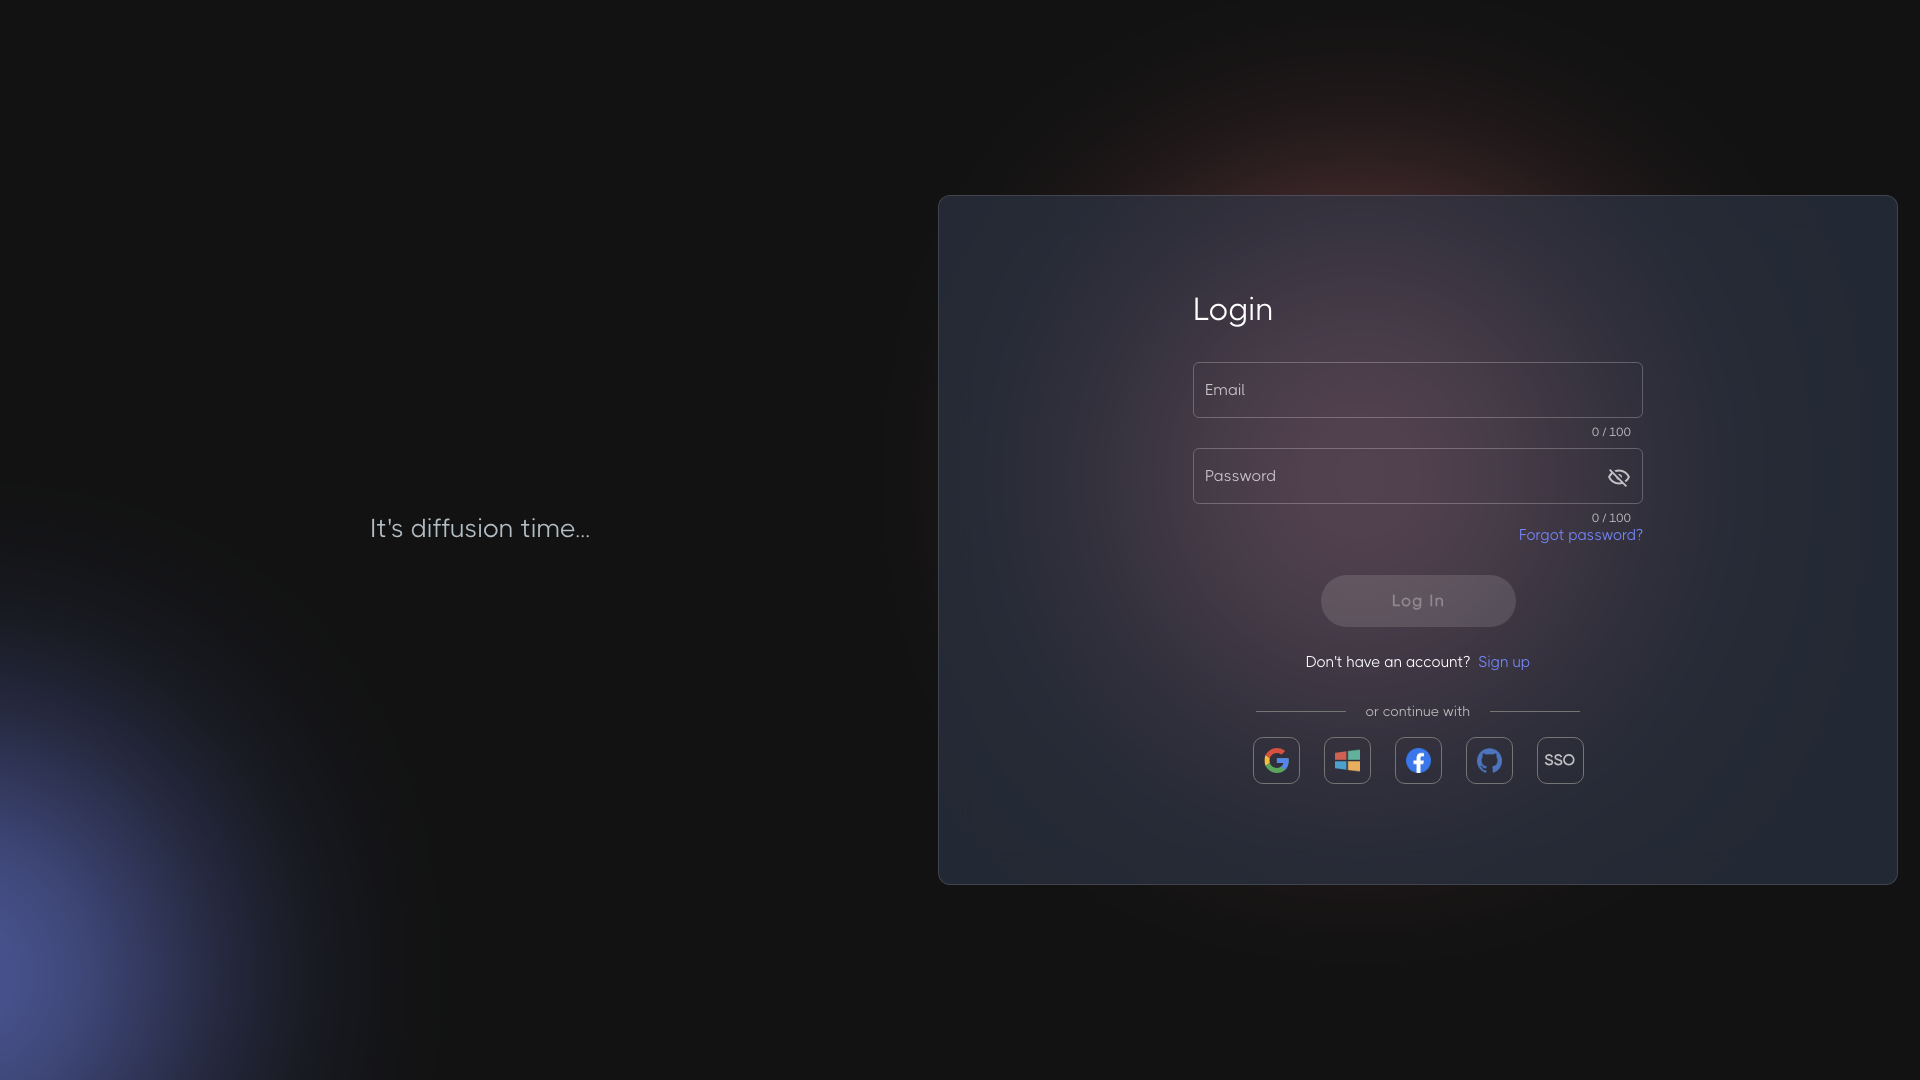 It's diffusion time...
Login
Email
0 / 100
Password
0 / 100
Forgot password?
Log In
Don't have an account? Sign up
or continue with
SSO